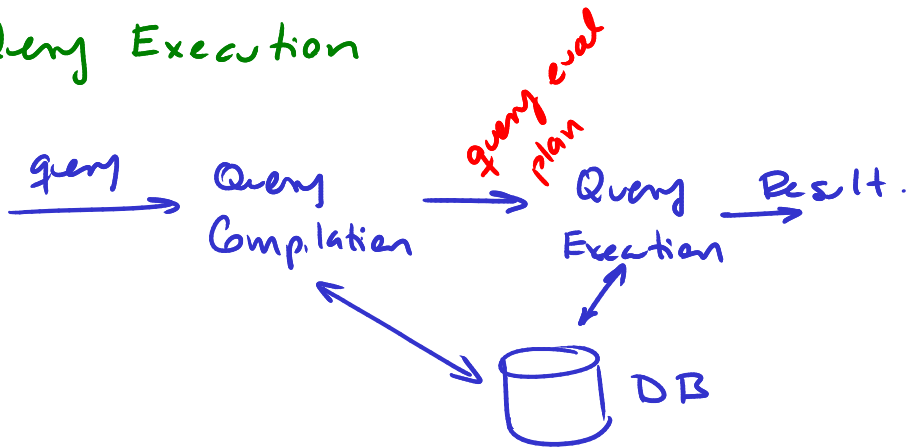 Query Execution
query eval
plan
query
Query
Compilation
Query
Execution
Result.
DB